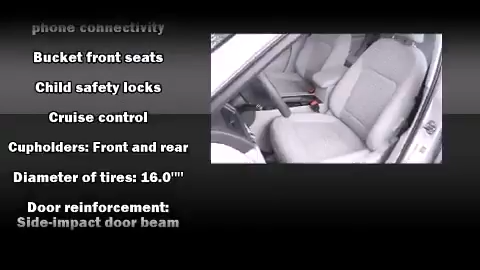 phone connectivity
Bucket front seats
Child safety locks
Cruise control
Cupholders: Front and rear
Diameter of tires: 16.0""
Door reinforcement:
Side-impact door beam